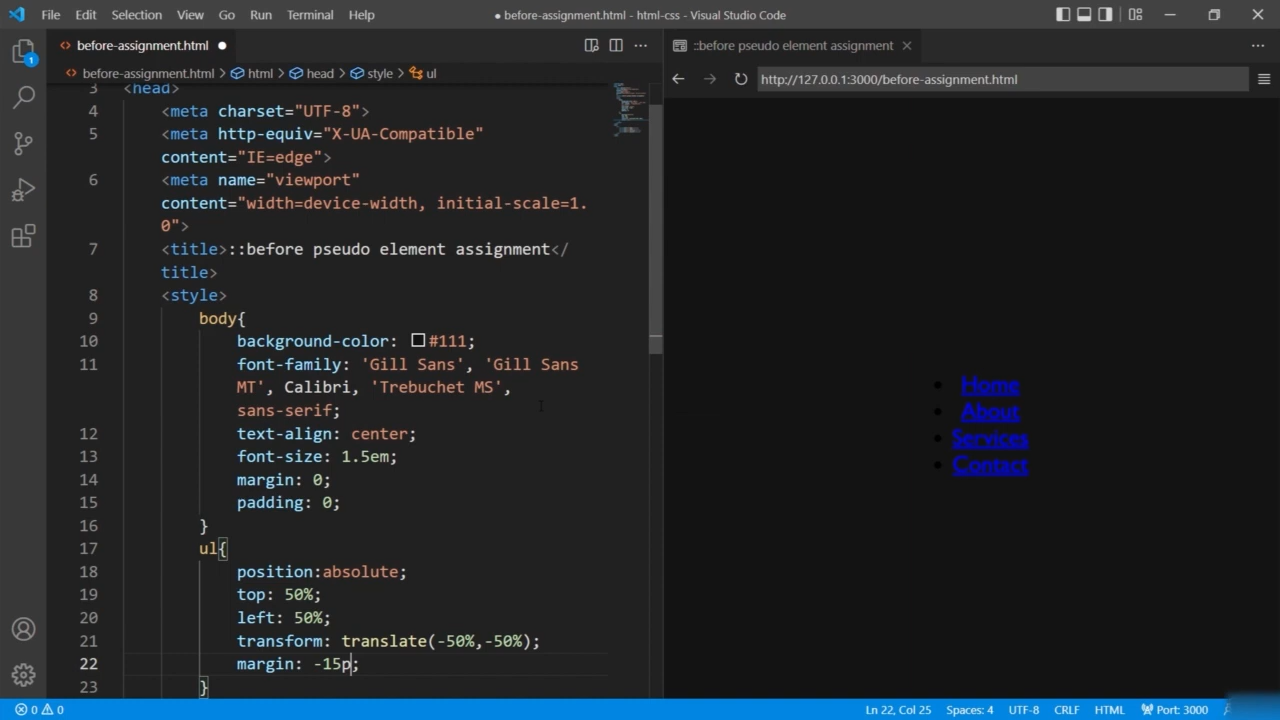 File Edit Selection View Go Run Terminal Help
● before-assignment.html - html-css - Visual Studio Code
before-assignment.html
::before pseudo element assignment
before-assignment.html > html > head > style > ul
http://127.0.0.1:3000/before-assignment.html
1
3 <head>
4 <meta charset="UTF-8">
5 <meta http-equiv="X-UA-Compatible"
content="IE=edge">
6 <meta name="viewport"
content="width=device-width, initial-scale=1.
0">
7 <title>::before pseudo element assignment</
title>
8 <style>
9 body{
10 background-color: #111;
11 font-family: 'Gill Sans', 'Gill Sans
MT', Calibri, 'Trebuchet MS',
sans-serif;
12 text-align: center;
13 font-size: 1.5em;
14 margin: 0;
15 padding: 0;
16 }
17 ul{
18 position:absolute;
19 top: 50%;
20 left: 50%;
21 transform: translate(-50%,-50%);
22 margin: -15p;
23 }
Home
About
Services
Contact
0 0
Ln 22, Col 25 Spaces: 4 UTF-8 CRLF HTML Port: 3000